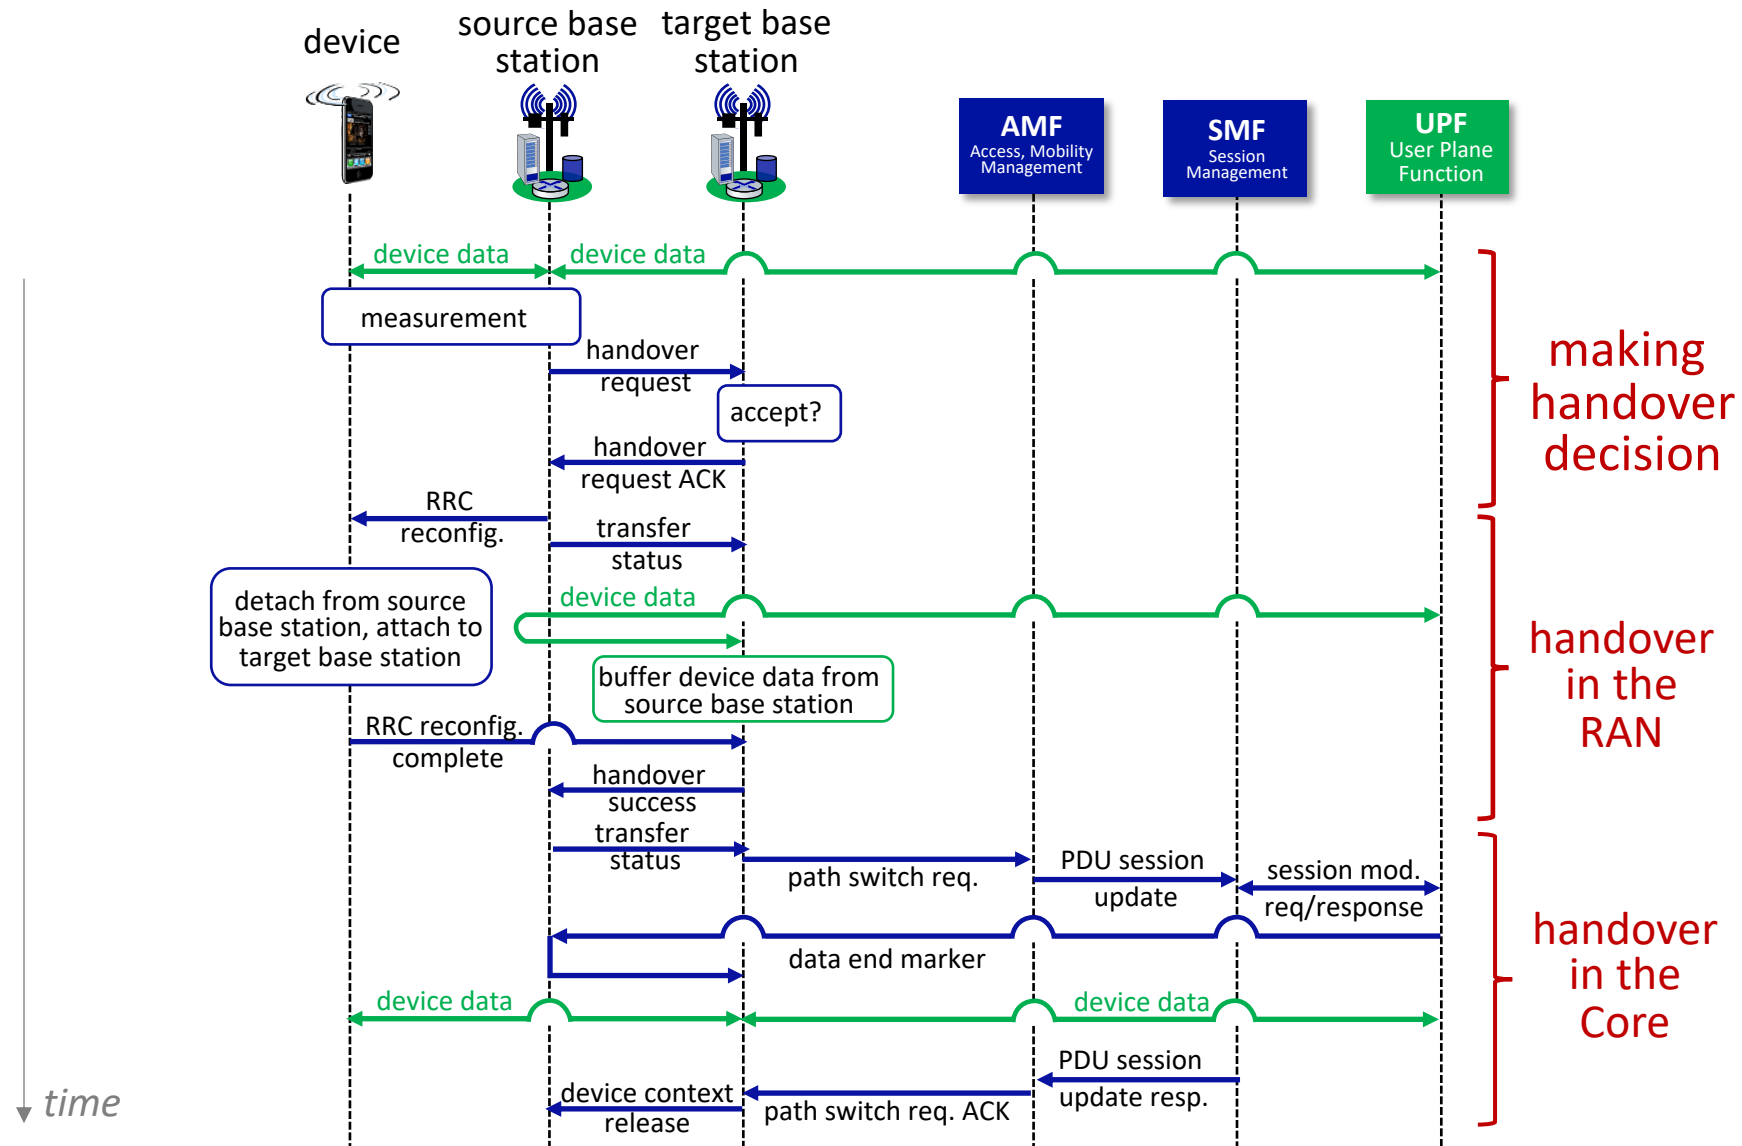 device
source base
station
target base
station
AMF
Access, Mobility
Management
SMF
Session
Management
UPF
User Plane
Function
device data
device data
measurement
handover
request
accept?
handover
request ACK
making
handover
decision
RRC
reconfig.
transfer
status
detach from source
base station, attach to
target base station
device data
buffer device data from
source base station
RRC reconfig.
complete
handover
success
handover
in the
RAN
transfer
status
path switch req.
PDU session
update
session mod.
req/response
data end marker
device data
device data
handover
in the
Core
PDU session
update resp.
path switch req. ACK
device context
release
time